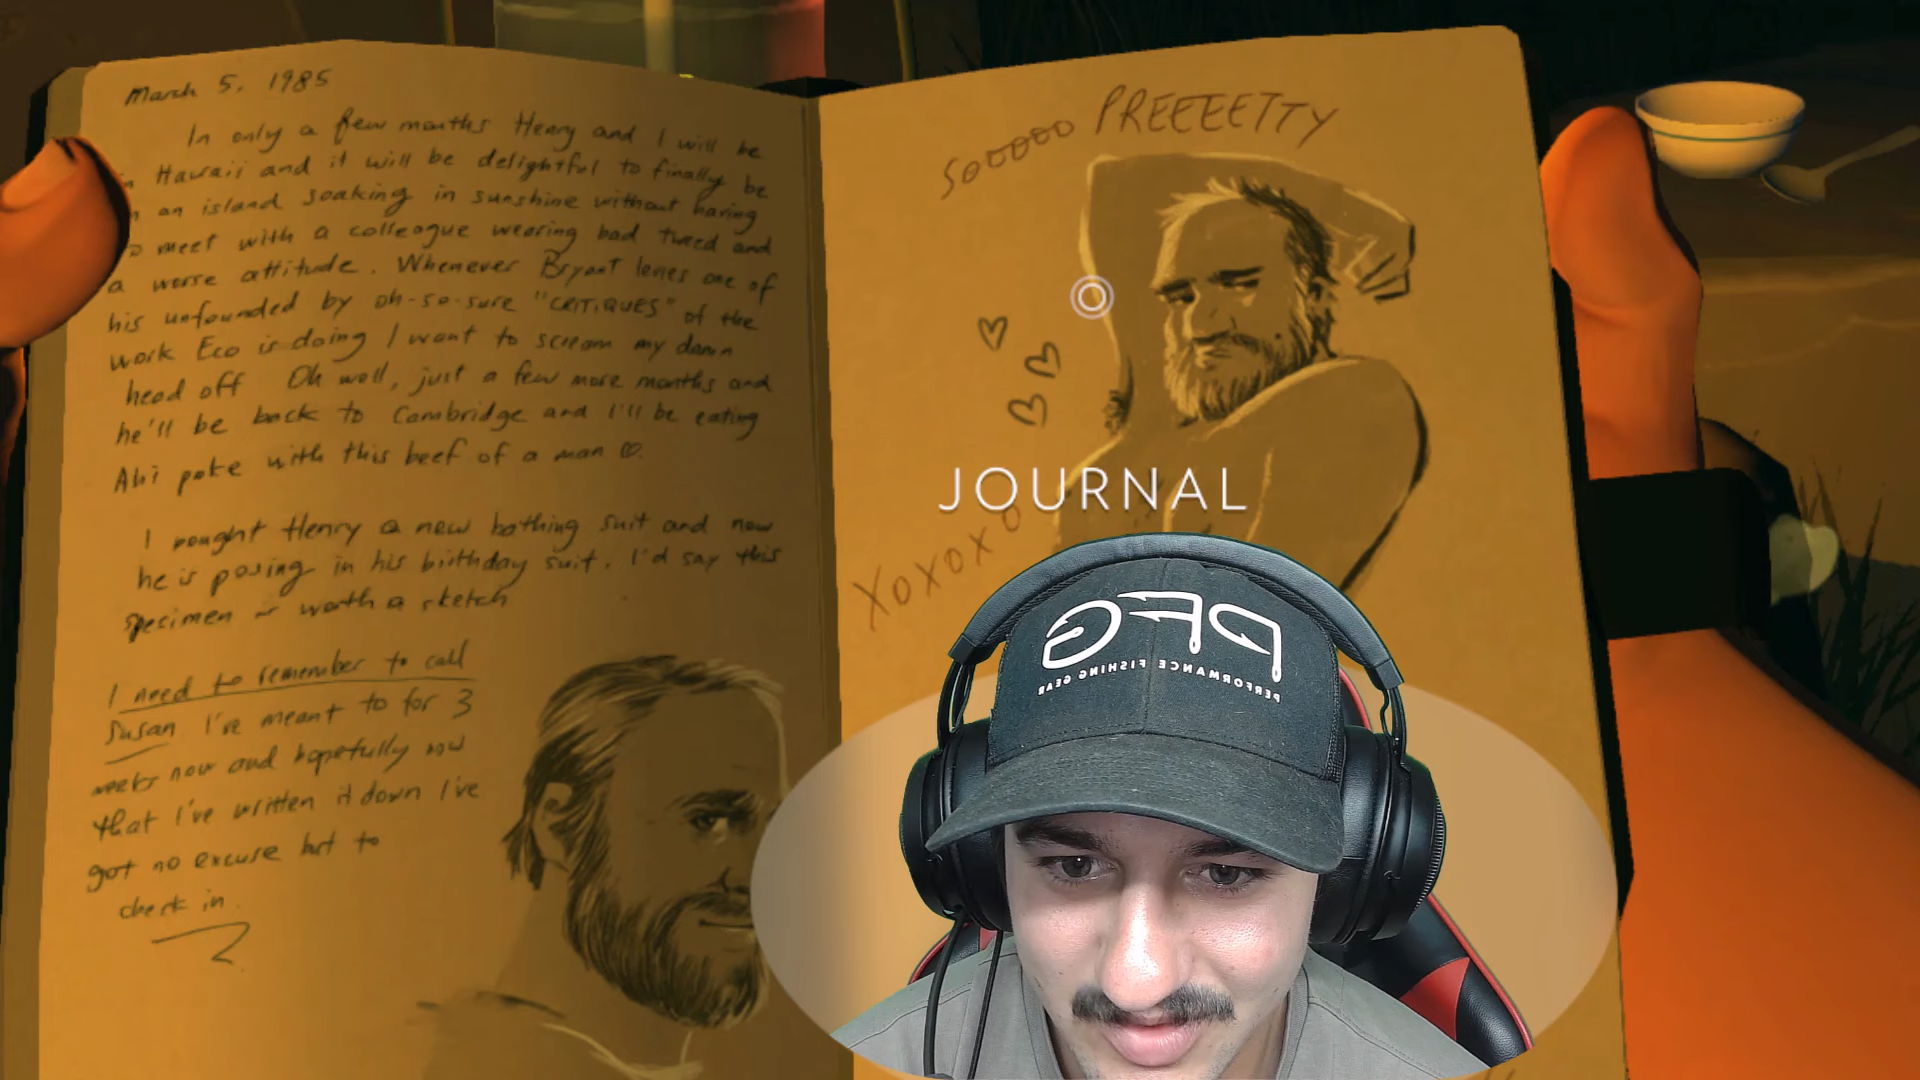 March 5, 1985
In only a few months Henry and I will be
Hawaii and it will be delightful to finally be
an island soaking in sunshine without having
meet with a colleague wearing bad tweed and
a worse attitude. Whenever Bryant levies one of
his unfounded by oh-so-sure "CRITIQUES" of the
work Eco is doing I want to scream my damn
head off Oh well, just a few more months and
he'll be back to Cambridge and I'll be eating
Ahi poke with this beef of a man ♡.
I bought Henry a new bathing suit and now
he is posing in his birthday suit. I'd say this
specimen is worth a sketch
I need to remember to call
Susan I've meant to for 3
weeks now and hopefully now
that I've written it down I've
got no excuse but to
check in.
SOOOOO PREEEETTY
JOURNAL
XOXOXO
PFG
PERFORMANCE FISHING GEAR